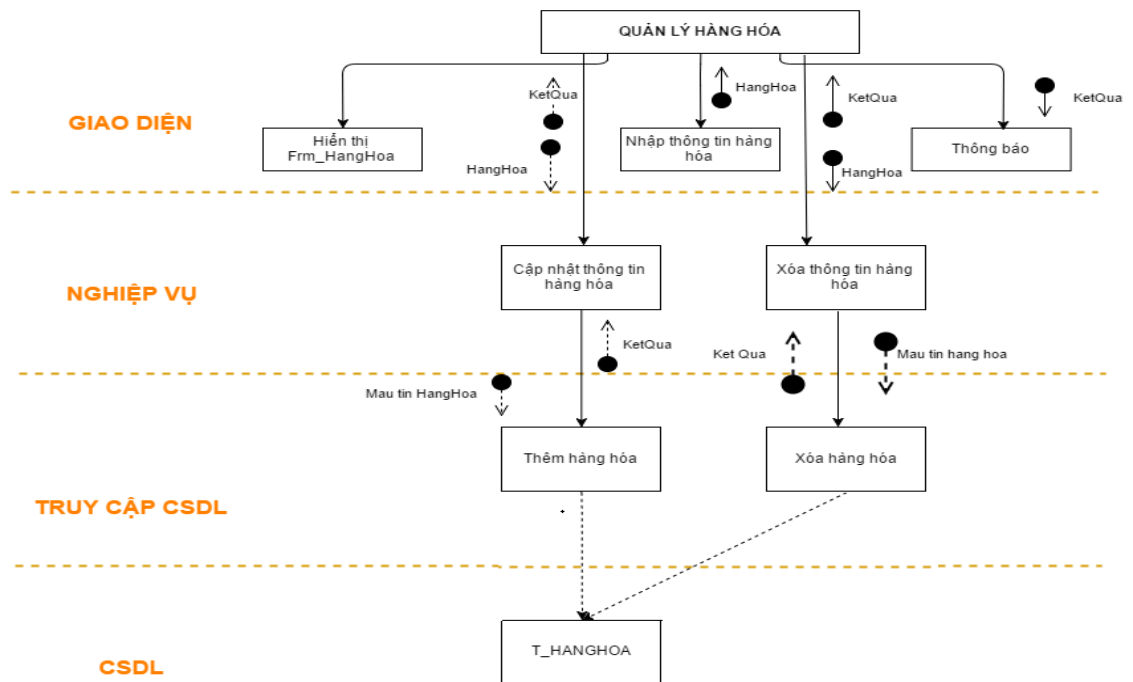 QUẢN LÝ HÀNG HÓA
KetQua
HangHoa
KetQua
KetQua
GIAO DIỆN
Hiển thị
Frm_HangHoa
Nhập thông tin hàng
hóa
Thông báo
HangHoa
HangHoa
NGHIỆP VỤ
Cập nhật thông tin
hàng hóa
Xóa thông tin hàng
hóa
KetQua
Ket Qua
Mau tin hang hoa
Mau tin HangHoa
Thêm hàng hóa
Xóa hàng hóa
TRUY CẬP CSDL
T_HANGHOA
CSDL